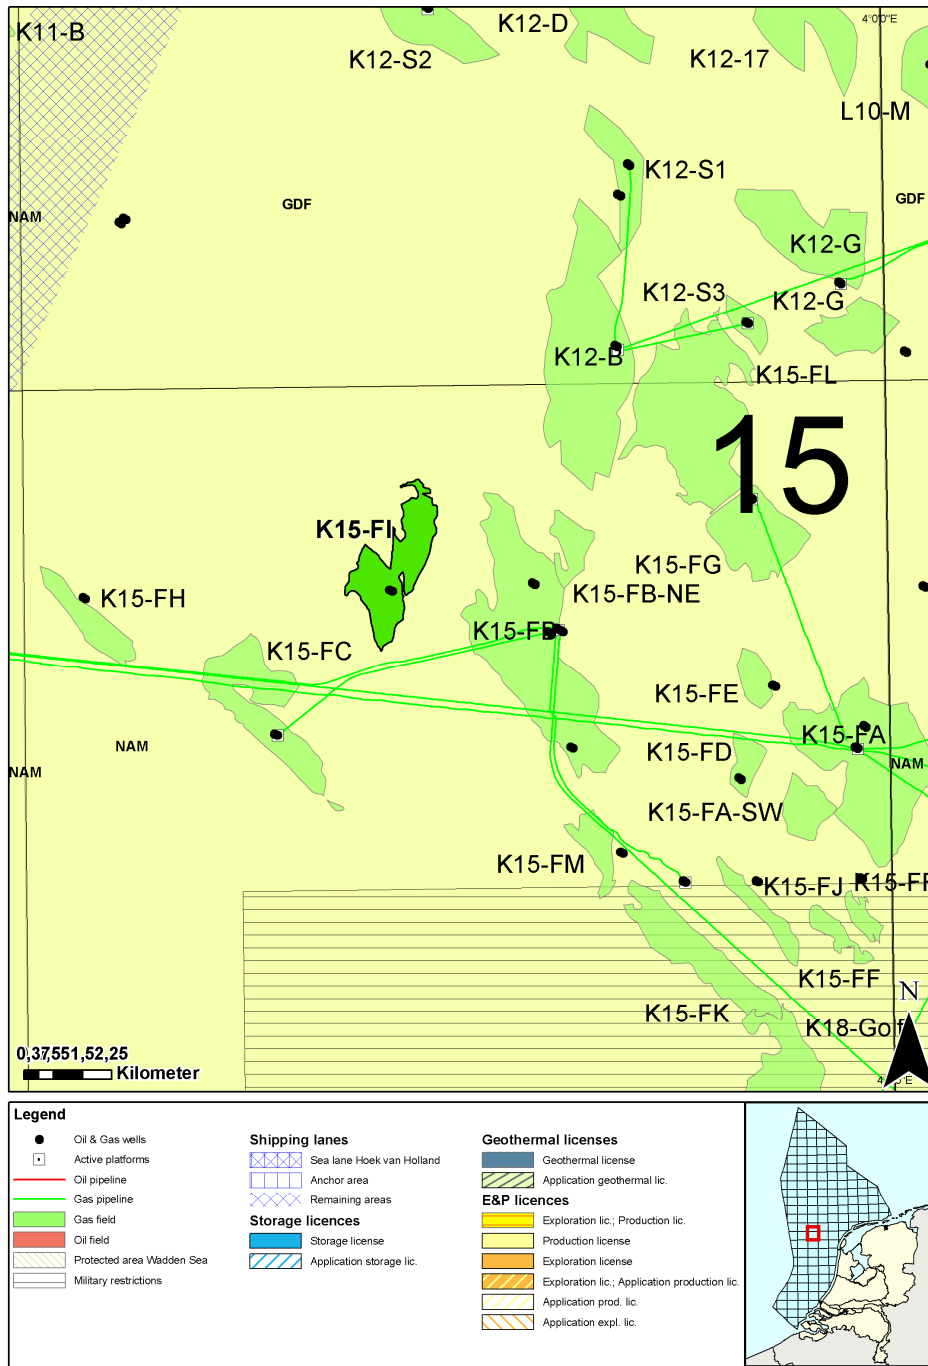 K11-B
K12-S2
K12-D
K12-17
4°0'0"E
L10-M
K12-S1
NAM
GDF
GDF
K12-G
K12-S3
K12-G
K12-B
K15-FL
15
K15-FI
K15-FG
K15-FH
K15-FB-NE
K15-FB
K15-FC
K15-FE
NAM
K15-FA
K15-FD
NAM
NAM
K15-FA-SW
K15-FM
K15-FJ
K15-FF
K15-FK
N
K18-Golf
Kilometer
Legend
Oil & Gas wells
Active platforms
Oil pipeline
Gas pipeline
Gas field
Oil field
Protected area Wadden Sea
Military restrictions
Shipping lanes
Sea lane Hoek van Holland
Anchor area
Remaining areas
Storage licences
Storage license
Application storage lic.
Geothermal licenses
Geothermal license
Application geothermal lic.
E&P licences
Exploration lic.; Production lic.
Production license
Exploration license
Exploration lic.; Application production lic.
Application prod. lic.
Application expl. lic.